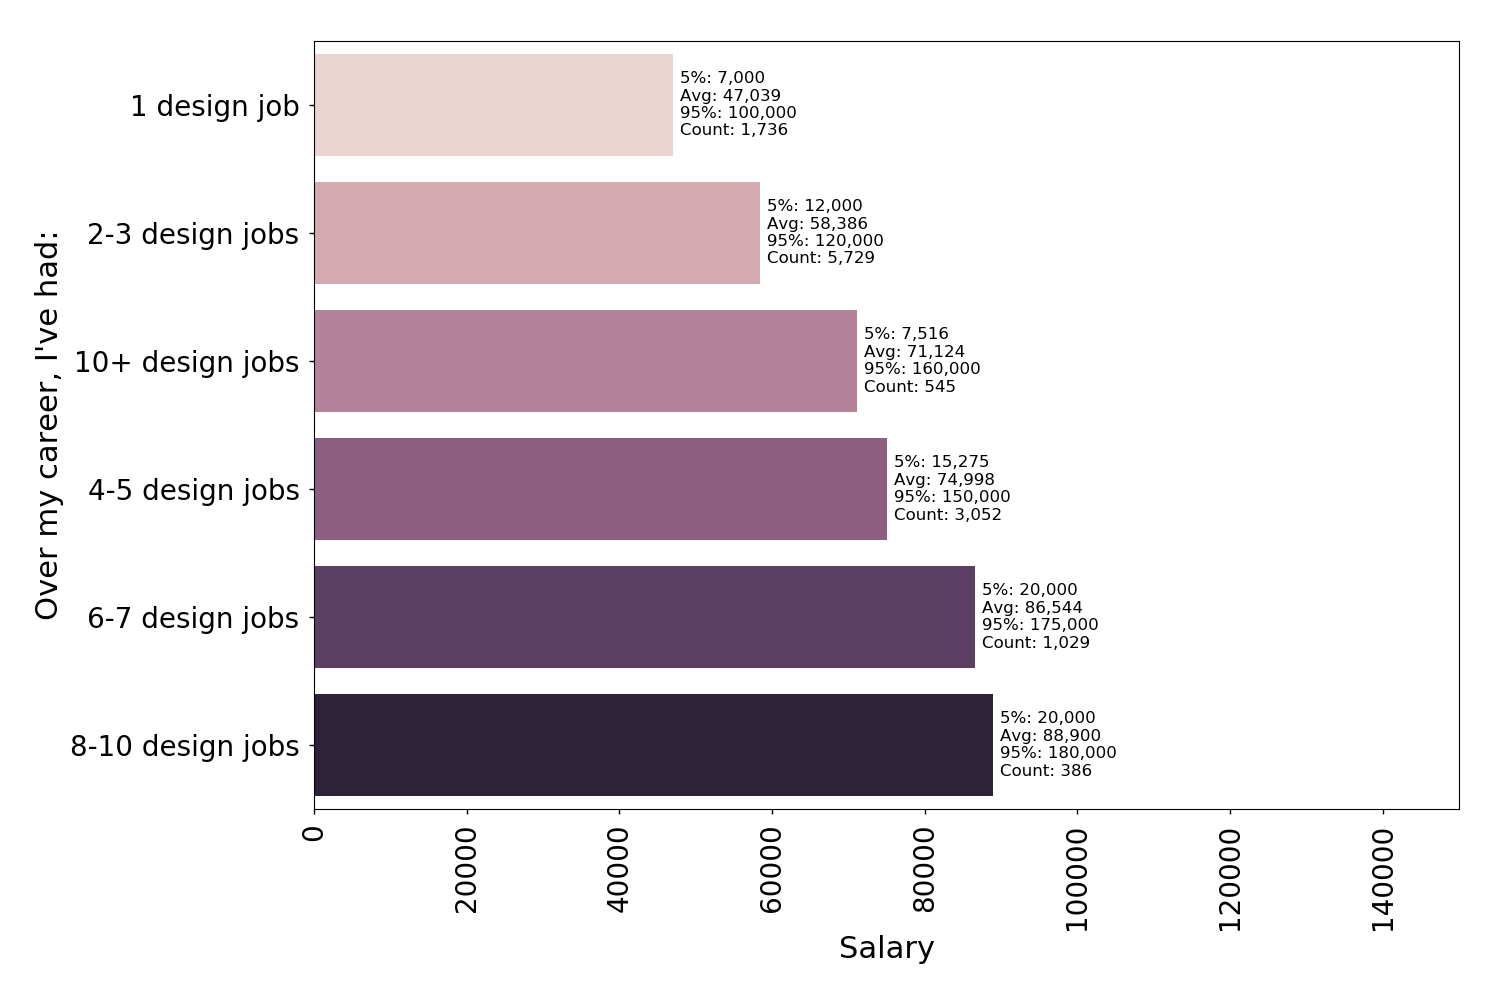 Over my career, I've had:
1 design job
5%: 7,000
Avg: 47,039
95%: 100,000
Count: 1,736
2-3 design jobs
5%: 12,000
Avg: 58,386
95%: 120,000
Count: 5,729
10+ design jobs
5%: 7,516
Avg: 71,124
95%: 160,000
Count: 545
4-5 design jobs
5%: 15,275
Avg: 74,998
95%: 150,000
Count: 3,052
6-7 design jobs
5%: 20,000
Avg: 86,544
95%: 175,000
Count: 1,029
8-10 design jobs
5%: 20,000
Avg: 88,900
95%: 180,000
Count: 386
0
20000
40000
60000
80000
100000
120000
140000
Salary